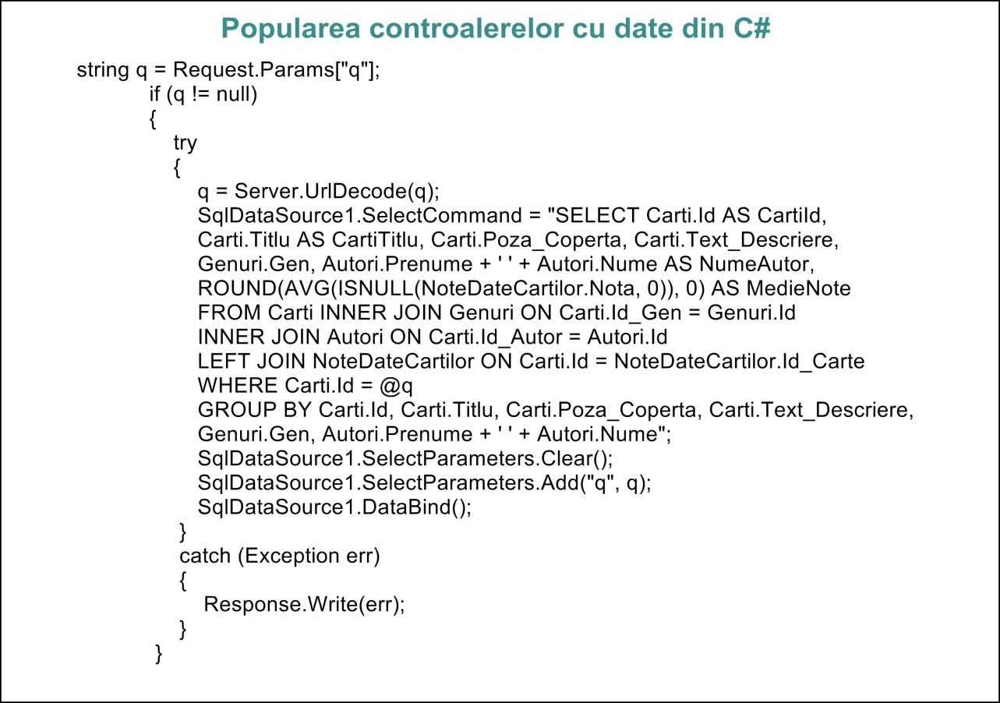 Popularea controalerelor cu date din C#
string q = Request.Params["q"];
if (q != null)
{
try
{
q = Server.UrlDecode(q);
SqlDataSource1.SelectCommand = "SELECT Carti.Id AS CartiId,
Carti.Titlu AS CartiTitlu, Carti.Poza_Coperta, Carti.Text_Descriere,
Genuri.Gen, Autori.Prenume + ' ' + Autori.Nume AS NumeAutor,
ROUND(AVG(ISNULL(NoteDateCartilor.Nota, 0)), 0) AS MedieNote
FROM Carti INNER JOIN Genuri ON Carti.Id_Gen = Genuri.Id
INNER JOIN Autori ON Carti.Id_Autor = Autori.Id
LEFT JOIN NoteDateCartilor ON Carti.Id = NoteDateCartilor.Id_Carte
WHERE Carti.Id = @q
GROUP BY Carti.Id, Carti.Titlu, Carti.Poza_Coperta, Carti.Text_Descriere,
Genuri.Gen, Autori.Prenume + ' ' + Autori.Nume";
SqlDataSource1.SelectParameters.Clear();
SqlDataSource1.SelectParameters.Add("q", q);
SqlDataSource1.DataBind();
}
catch (Exception err)
{
Response.Write(err);
}
}